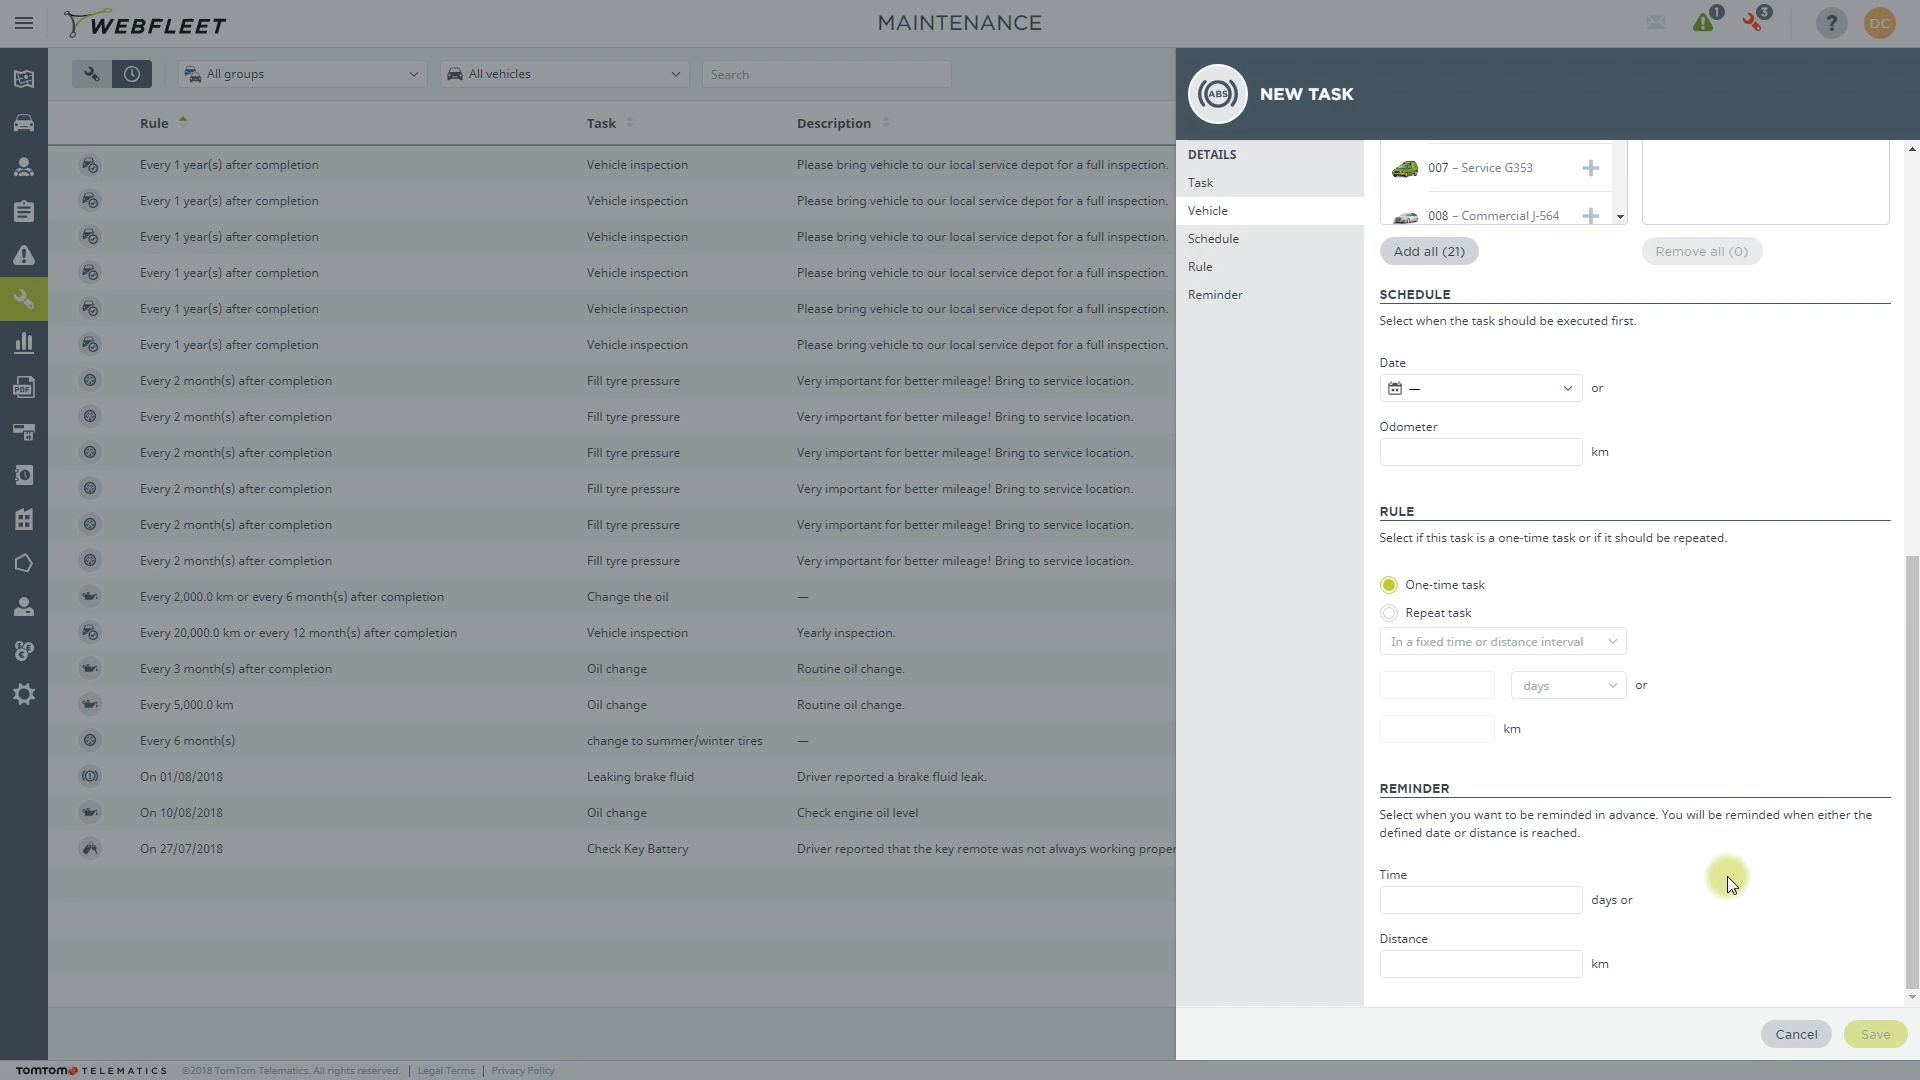 WEBFLEET
MAINTENANCE
1
3
?
DC
All groups
All vehicles
Search
Rule
Task
Description
Every 1 year(s) after completion Vehicle inspection Please bring vehicle to our local service depot for a full inspection.
Every 1 year(s) after completion Vehicle inspection Please bring vehicle to our local service depot for a full inspection.
Every 1 year(s) after completion Vehicle inspection Please bring vehicle to our local service depot for a full inspection.
Every 1 year(s) after completion Vehicle inspection Please bring vehicle to our local service depot for a full inspection.
Every 1 year(s) after completion Vehicle inspection Please bring vehicle to our local service depot for a full inspection.
Every 1 year(s) after completion Vehicle inspection Please bring vehicle to our local service depot for a full inspection.
Every 2 month(s) after completion Fill tyre pressure Very important for better mileage! Bring to service location.
Every 2 month(s) after completion Fill tyre pressure Very important for better mileage! Bring to service location.
Every 2 month(s) after completion Fill tyre pressure Very important for better mileage! Bring to service location.
Every 2 month(s) after completion Fill tyre pressure Very important for better mileage! Bring to service location.
Every 2 month(s) after completion Fill tyre pressure Very important for better mileage! Bring to service location.
Every 2 month(s) after completion Fill tyre pressure Very important for better mileage! Bring to service location.
Every 2,000.0 km or every 6 month(s) after completion Change the oil —
Every 20,000.0 km or every 12 month(s) after completion Vehicle inspection Yearly inspection.
Every 3 month(s) after completion Oil change Routine oil change.
Every 5,000.0 km Oil change Routine oil change.
Every 6 month(s) change to summer/winter tires —
On 01/08/2018 Leaking brake fluid Driver reported a brake fluid leak.
On 10/08/2018 Oil change Check engine oil level
On 27/07/2018 Check Key Battery Driver reported that the key remote was not always working proper
ABS
NEW TASK
DETAILS
Task
Vehicle
Schedule
Rule
Reminder
007 – Service G353
008 – Commercial J-564
Add all (21)
Remove all (0)
SCHEDULE
Select when the task should be executed first.
Date
— or
Odometer
km
RULE
Select if this task is a one-time task or if it should be repeated.
One-time task
Repeat task
In a fixed time or distance interval
days or
km
REMINDER
Select when you want to be reminded in advance. You will be reminded when either the
defined date or distance is reached.
Time
days or
Distance
km
Cancel
Save
TOMTOM TELEMATICS ©2018 TomTom Telematics. All rights reserved. | Legal Terms | Privacy Policy